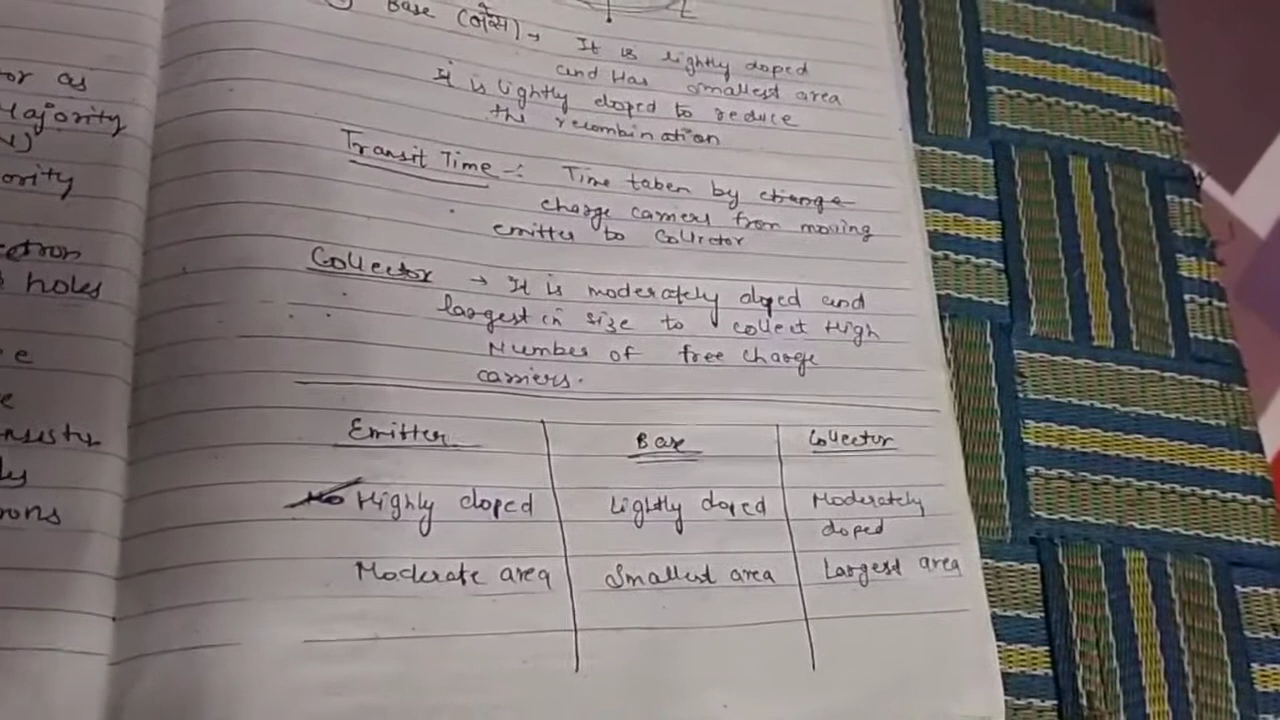 or as
Majority
ority
holes
e
e
rons
Base (बेस) → It is lightly doped
and Has smallest area
It is lightly doped to reduce
the recombination
Transit Time -: Time taken by change
charge carriers from moving
emitter to Collector
Collector → It is moderately doped and
largest in size to collect High
Number of free charge
carriers.
Emitter Base Collector
Highly doped Lightly doped Moderately
doped
Moderate area Smallest area Largest area